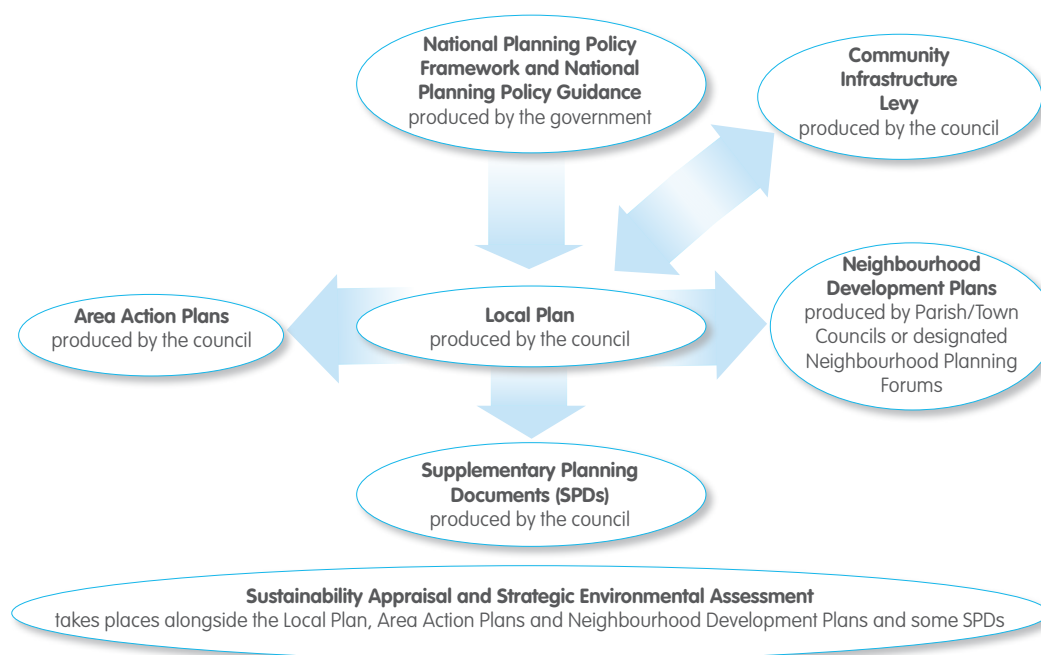 National Planning Policy
Framework and National
Planning Policy Guidance
produced by the government
Community
Infrastructure
Levy
produced by the council
Area Action Plans
produced by the council
Local Plan
produced by the council
Neighbourhood
Development Plans
produced by Parish/Town
Councils or designated
Neighbourhood Planning
Forums
Supplementary Planning
Documents (SPDs)
produced by the council
Sustainability Appraisal and Strategic Environmental Assessment
takes places alongside the Local Plan, Area Action Plans and Neighbourhood Development Plans and some SPDs